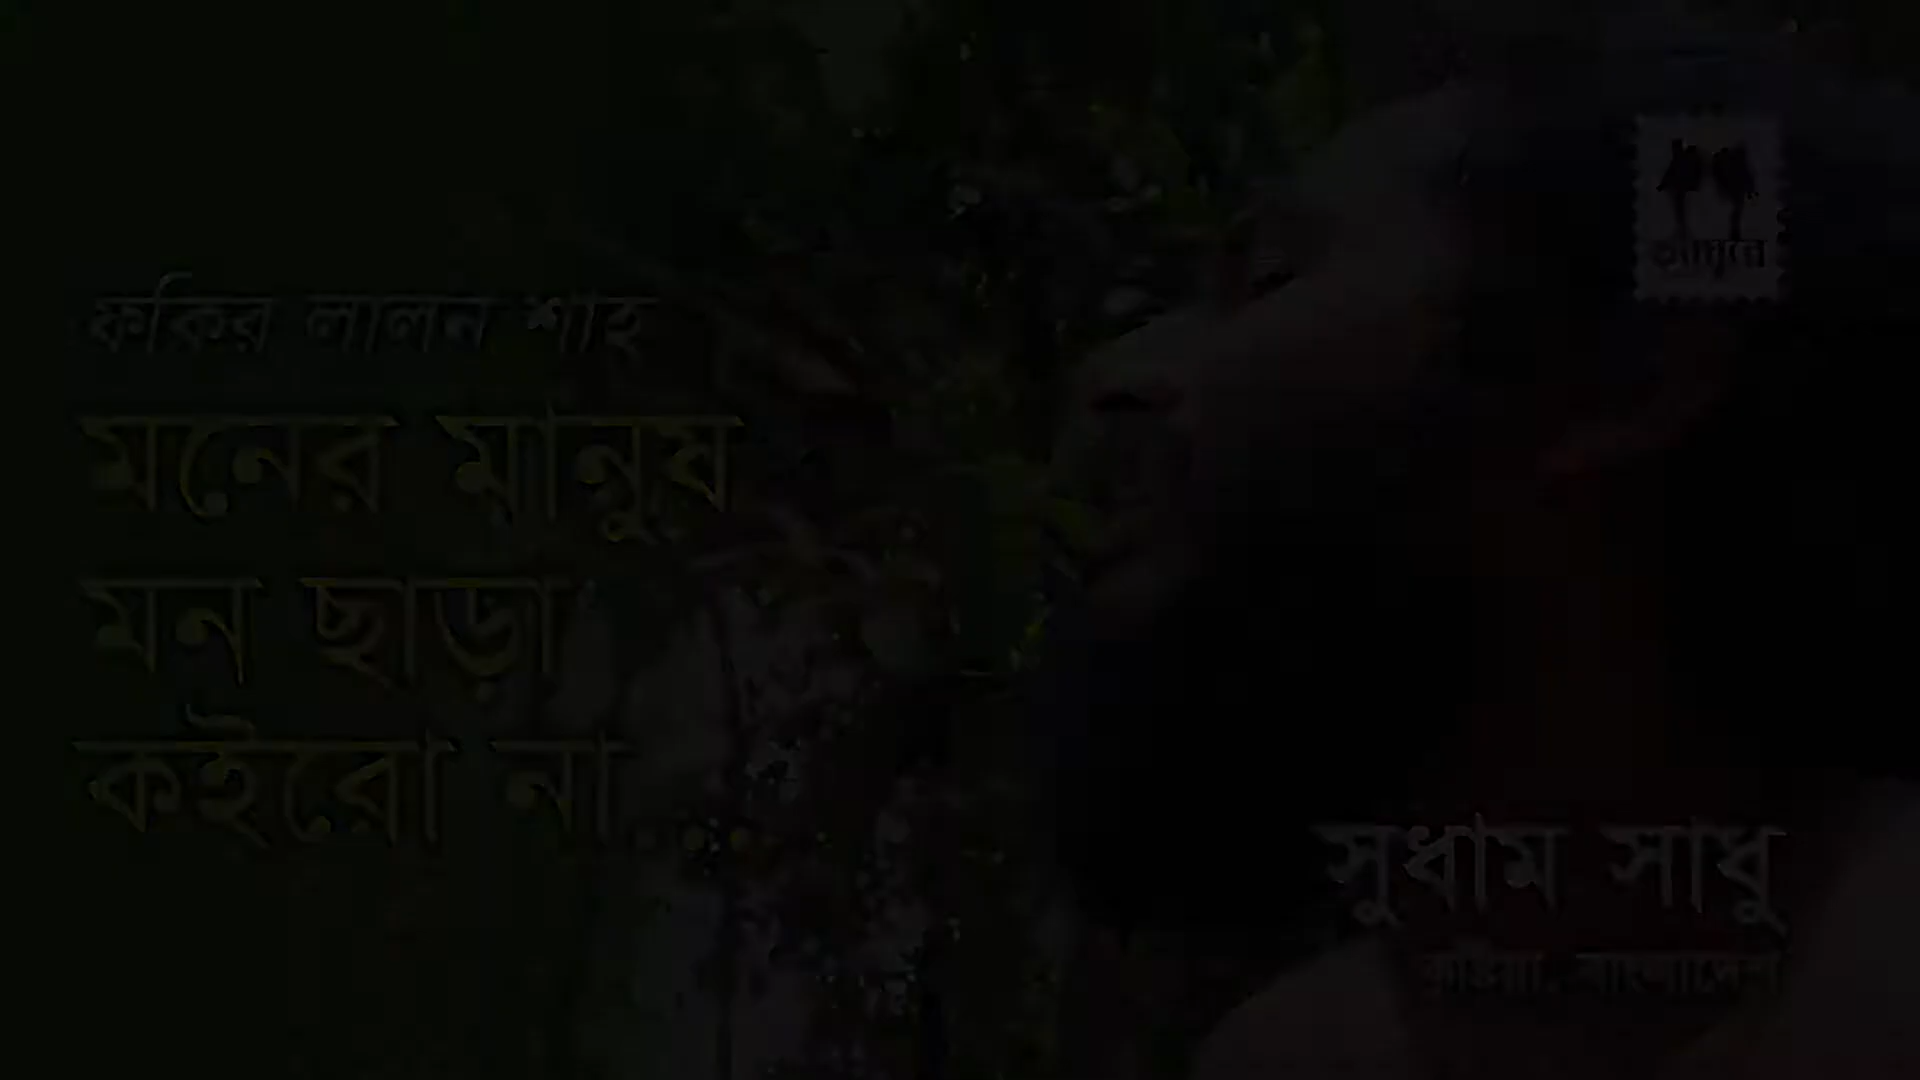 ফকির লালন শাহ
মনের মানুষ
মন ছাড়া
কইরো না...
সুধাম সাধু
বাংলাদেশ